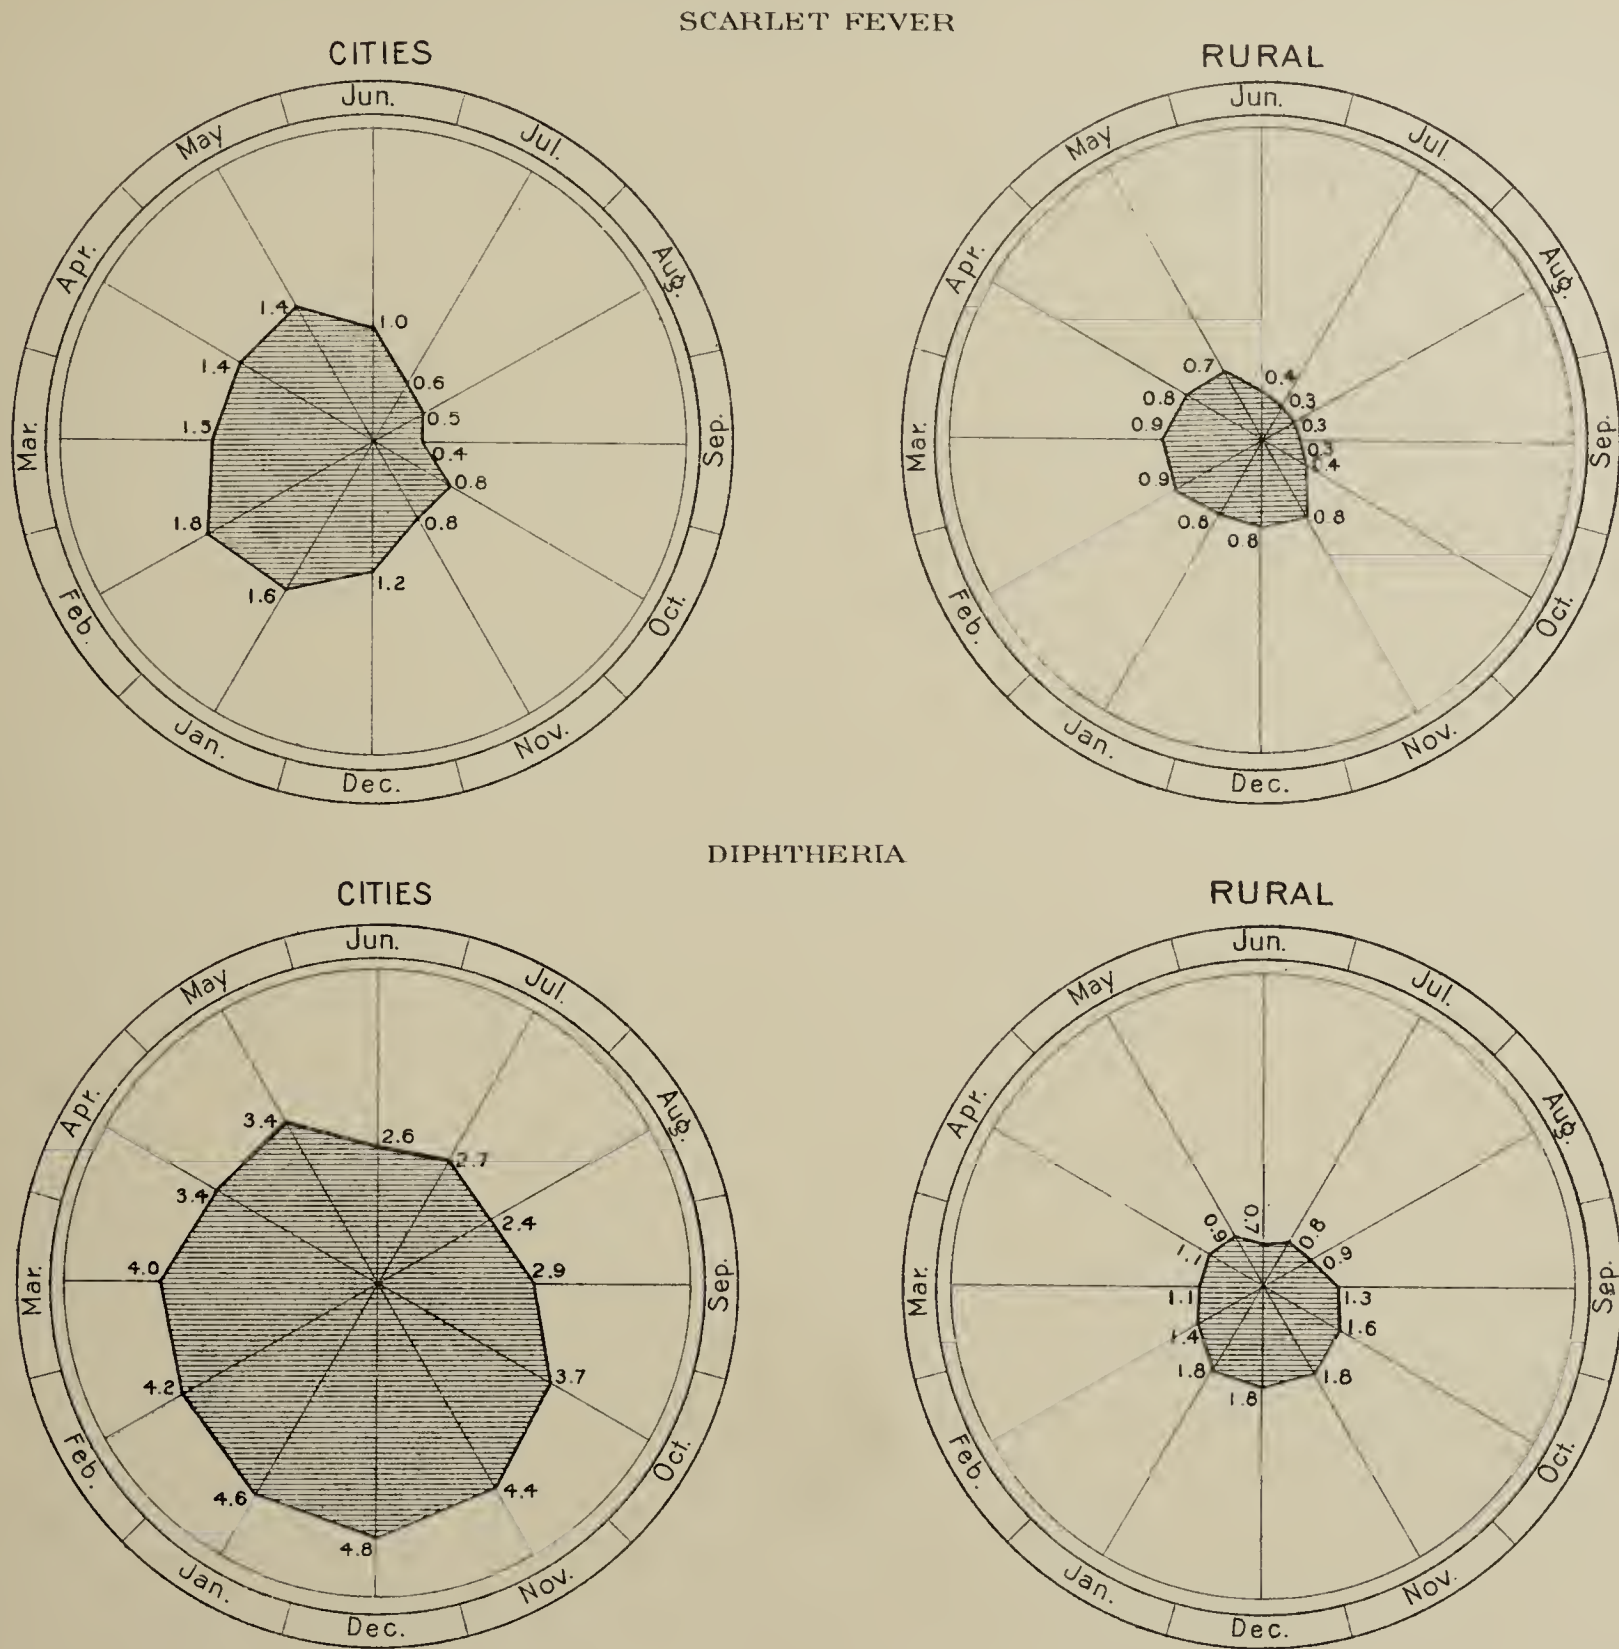 SCARLET FEVER
CITIES
Jun.
Jul.
Aug.
Sep.
Oct.
Nov.
Dec.
Jan.
Feb.
Mar.
Apr.
May
1.0
0.6
0.5
0.4
0.8
0.8
1.2
1.6
1.8
1.5
1.4
1.4
RURAL
Jun.
Jul.
Aug.
Sep.
Oct.
Nov.
Dec.
Jan.
Feb.
Mar.
Apr.
May
0.4
0.3
0.3
0.3
0.4
0.8
0.8
0.8
0.9
0.9
0.8
0.7
DIPHTHERIA
CITIES
Jun.
Jul.
Aug.
Sep.
Oct.
Nov.
Dec.
Jan.
Feb.
Mar.
Apr.
May
2.6
2.7
2.4
2.9
3.7
4.4
4.8
4.6
4.2
4.0
3.4
3.4
RURAL
Jun.
Jul.
Aug.
Sep.
Oct.
Nov.
Dec.
Jan.
Feb.
Mar.
Apr.
May
0.7
0.8
0.9
1.3
1.6
1.8
1.8
1.8
1.4
1.1
1.1
0.9